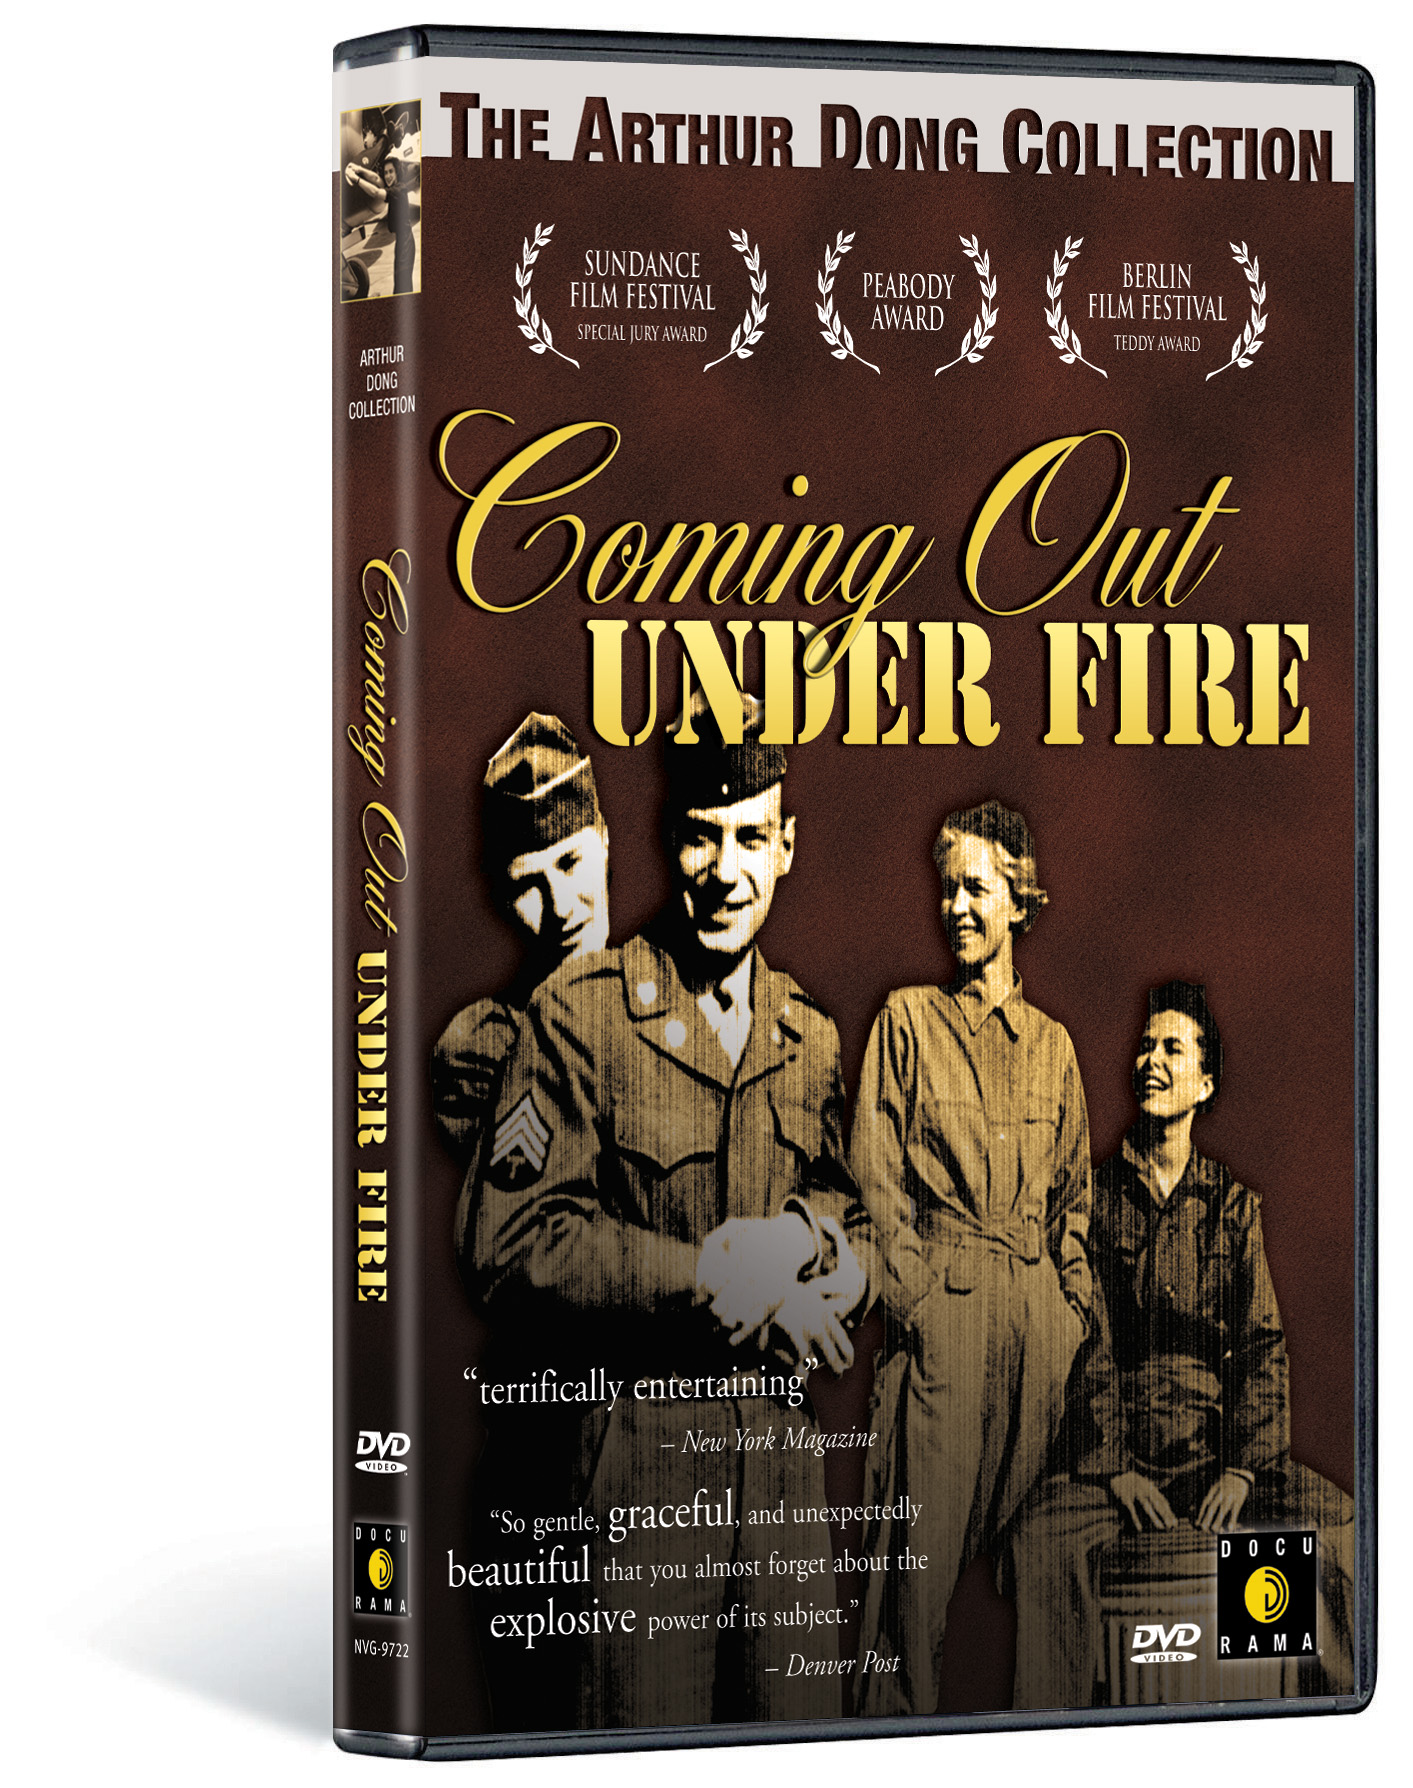 THE ARTHUR DONG COLLECTION
SUNDANCE
FILM FESTIVAL
SPECIAL JURY AWARD
PEABODY
AWARD
BERLIN
FILM FESTIVAL
TEDDY AWARD
Coming Out
UNDER FIRE
“terrifically entertaining”
– New York Magazine
“So gentle, graceful, and unexpectedly
beautiful that you almost forget about the
explosive power of its subject.”
– Denver Post
DVD
VIDEO
DOCU
RAMA®
ARTHUR
DONG
COLLECTION
Coming Out UNDER FIRE
DVD
VIDEO
DOCU
RAMA
NVG-9722